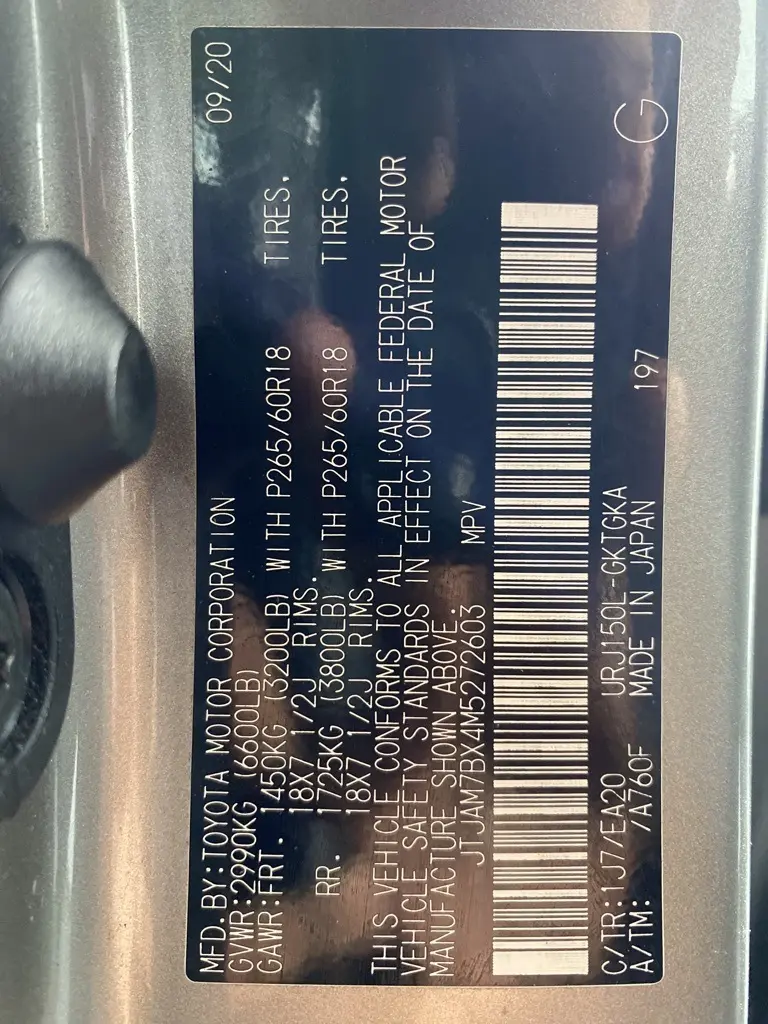 MFD.BY:TOYOTA MOTOR CORPORATION 09/20
GVWR:2990KG (6600LB)
GAWR:FRT. 1450KG (3200LB) WITH P265/60R18 TIRES,
18X7 1/2J RIMS.
RR. 1725KG (3800LB) WITH P265/60R18 TIRES,
18X7 1/2J RIMS.
THIS VEHICLE CONFORMS TO ALL APPLICABLE FEDERAL MOTOR
VEHICLE SAFETY STANDARDS IN EFFECT ON THE DATE OF
MANUFACTURE SHOWN ABOVE.
JTJAM7BX4M5272603 MPV
C/TR:1J7/EA20 URJ150L-GKTGKA
A/TM: /A760F MADE IN JAPAN 197 G